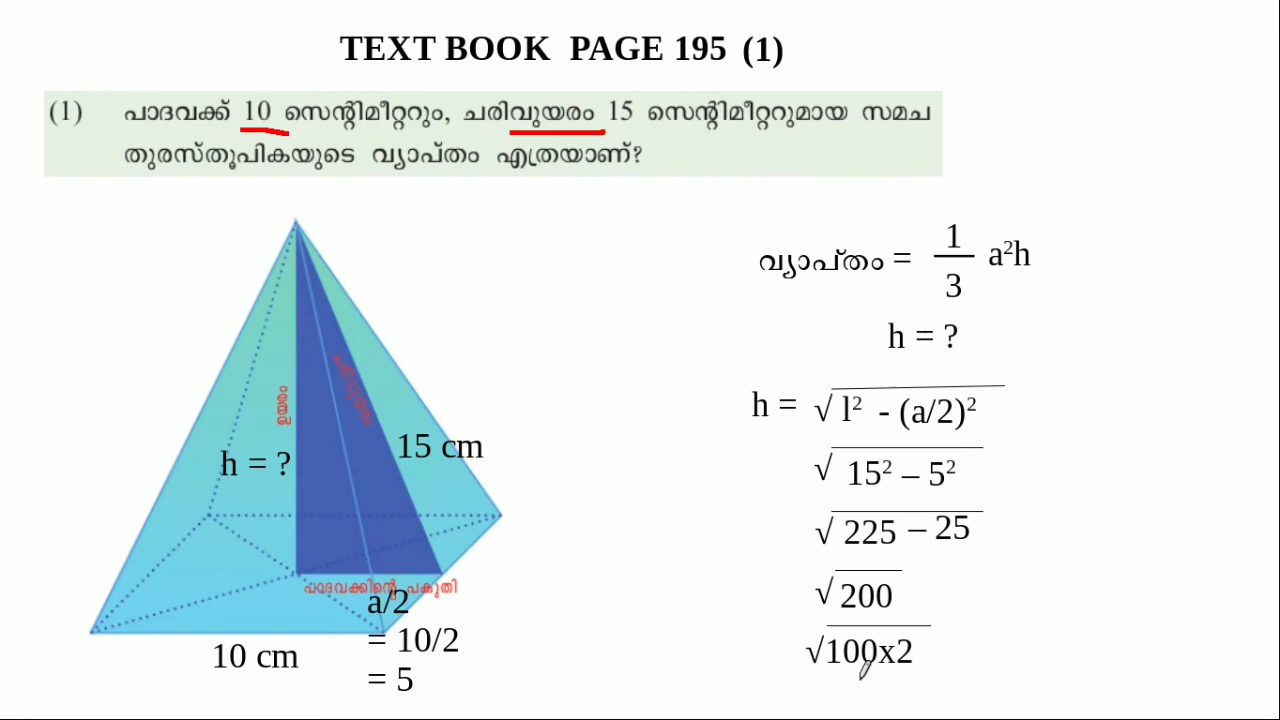 TEXT BOOK PAGE 195 (1)
(1) പാദവക്ക് 10 സെന്റിമീറ്ററും, ചരിവുയരം 15 സെന്റിമീറ്ററുമായ സമച
തുരസ്തൂപികയുടെ വ്യാപ്തം എത്രയാണ്?
വ്യാപ്തം = 1/3 a²h
h = ?
h = √ l² - (a/2)²
√ 15² – 5²
√ 225 – 25
√ 200
√100x2
ഉയരം
ചരിവുയരം
h = ?
15 cm
പാദവക്കിന്റെ പകുതി
a/2
= 10/2
= 5
10 cm